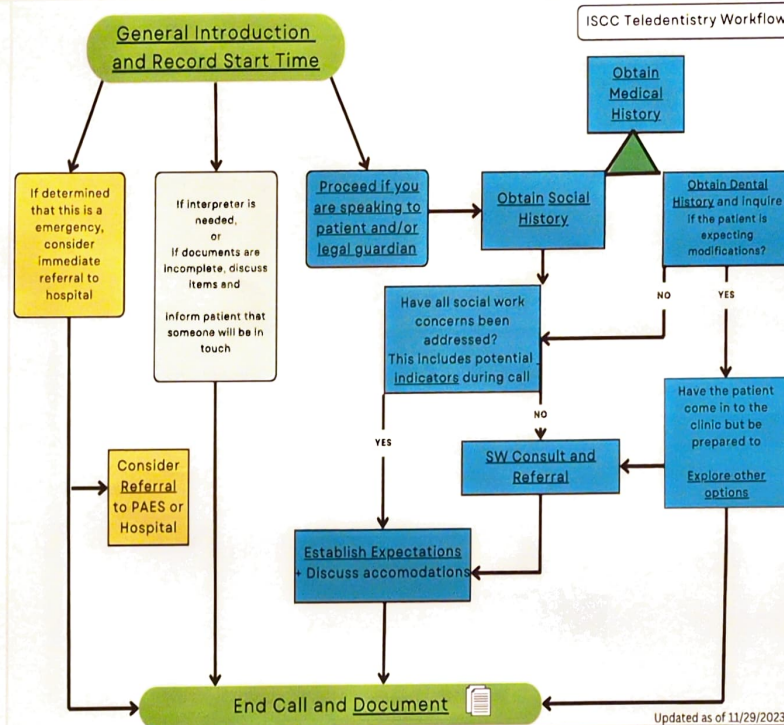 ISCC Teledentistry Workflow
General Introduction
and Record Start Time
Obtain
Medical
History
If determined
that this is a
emergency,
consider
immediate
referral to
hospital
If interpreter is
needed,
or
if documents are
incomplete, discuss
items and
inform patient that
someone will be in
touch
Proceed if you
are speaking to
patient and/or
legal guardian
Obtain Social
History
Obtain Dental
History and inquire
if the patient is
expecting
modifications?
NO
YES
Have all social work
concerns been
addressed?
This includes potential
indicators during call
YES
NO
Have the patient
come in to the
clinic but be
prepared to
Explore other
options
Consider
Referral
to PAES or
Hospital
SW Consult and
Referral
Establish Expectations
+ Discuss accomodations
End Call and Document
Updated as of 11/29/2023